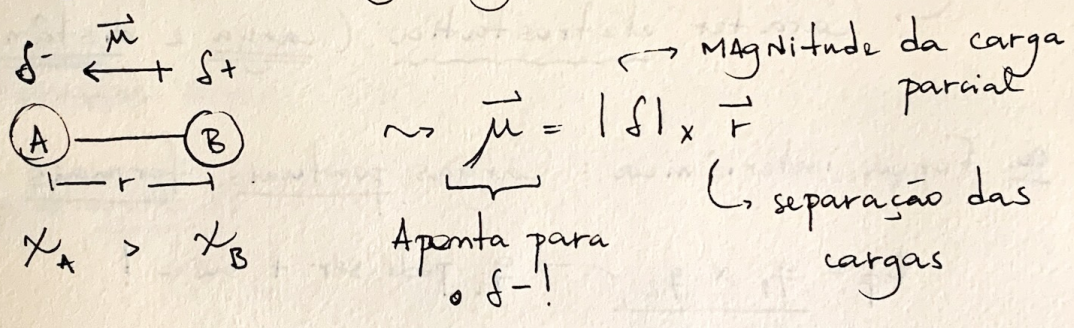 μ⃗
δ- ⟵+ δ+
A — B
|— r —|
χA > χB
~> μ⃗ = |δ| x r⃗
Aponta para
o δ-!
→ MAgNitude da carga
parcial
↳ separação das
cargas